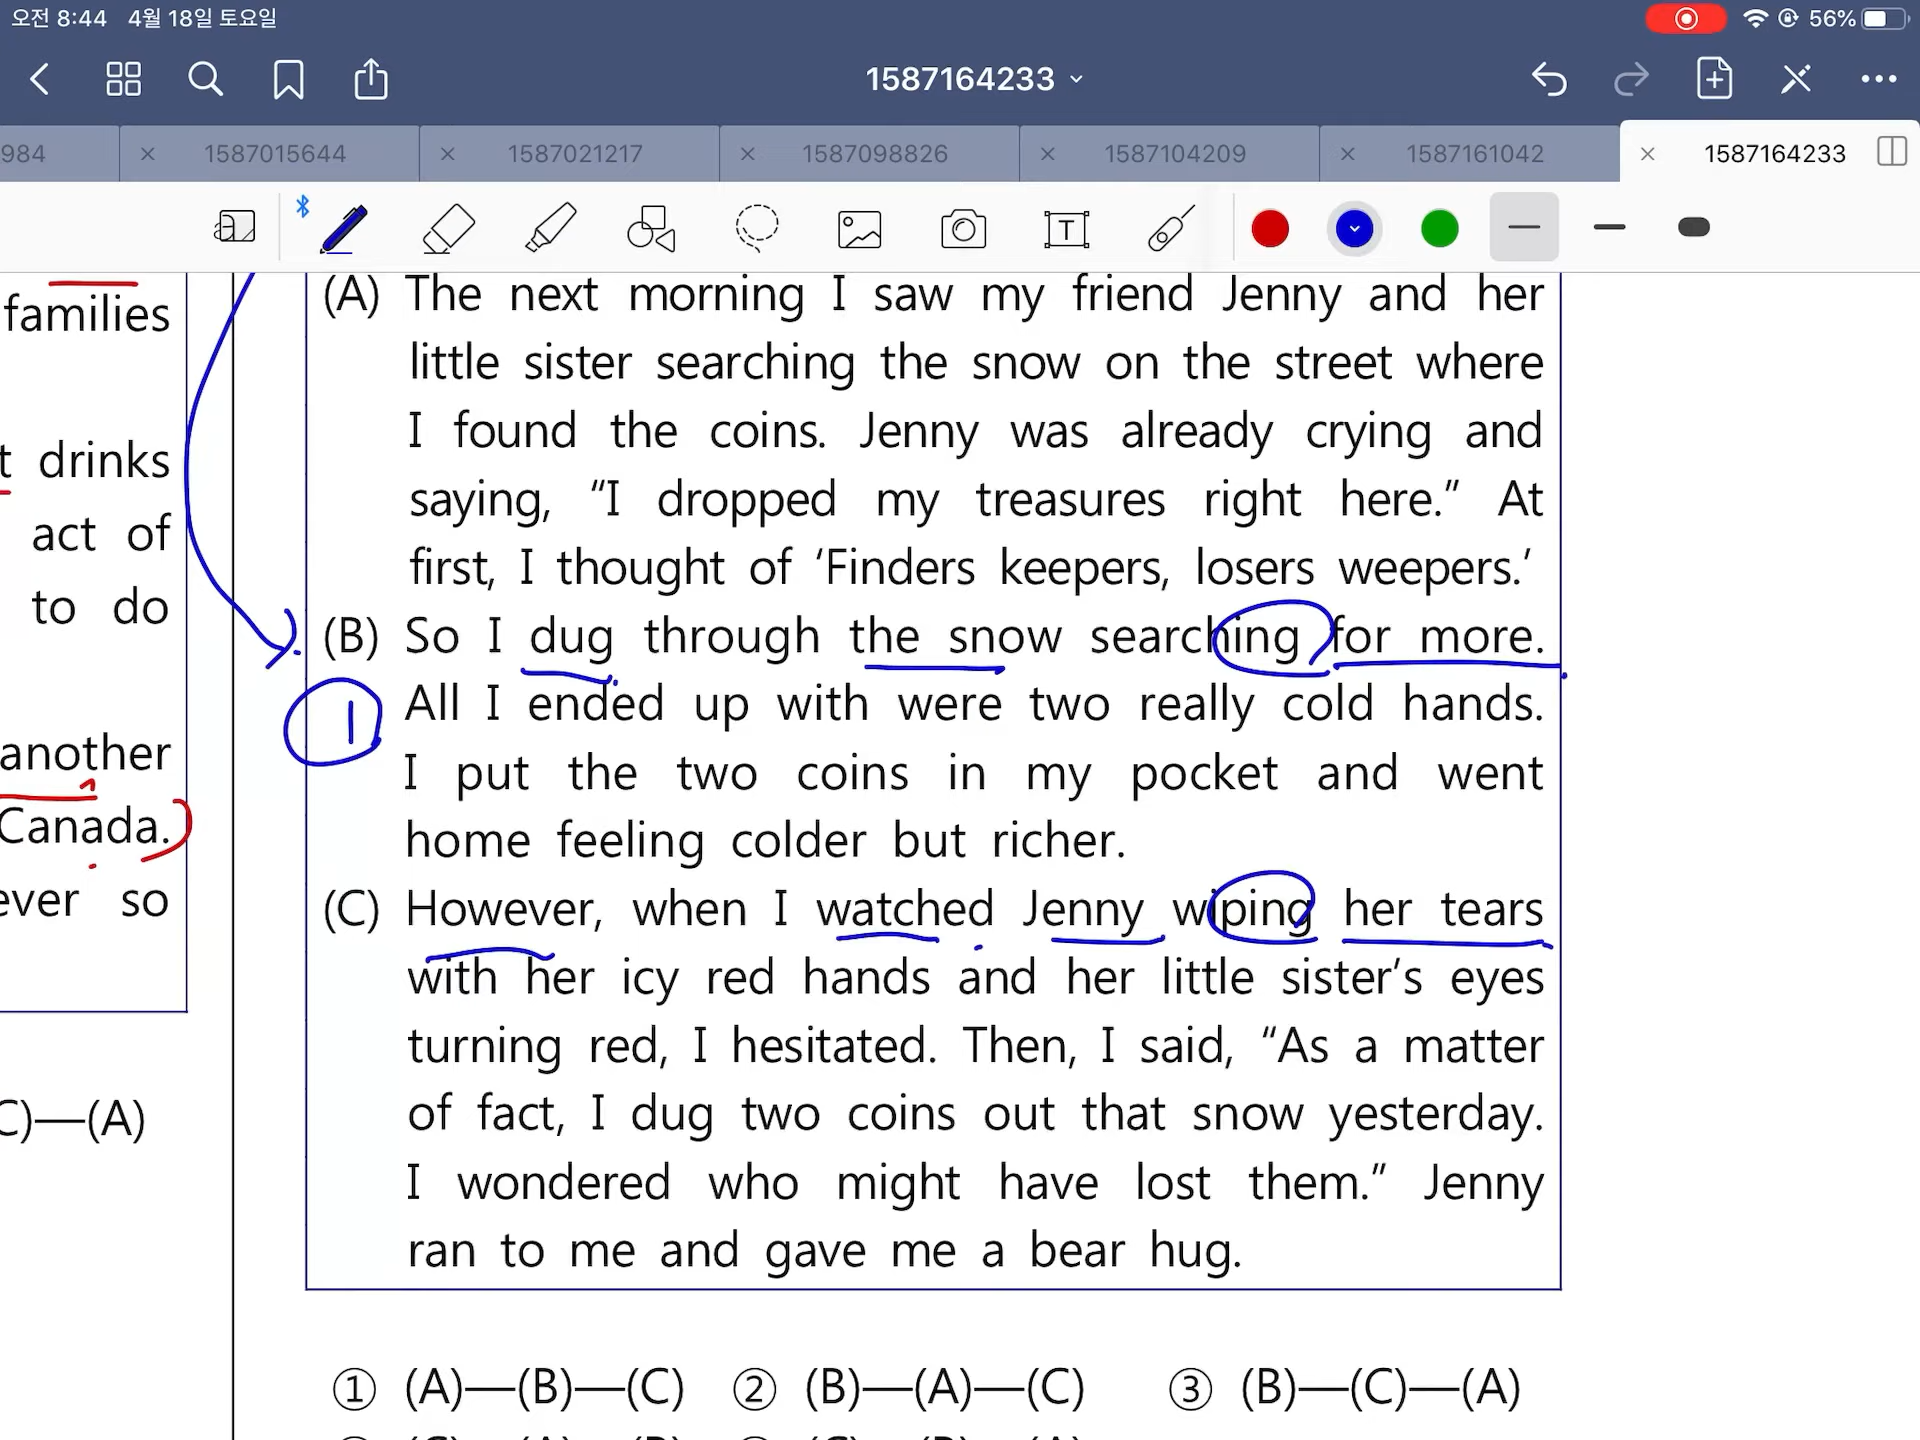 오전 8:44 4월 18일 토요일
56%
1587164233
984
1587015644
1587021217
1587098826
1587104209
1587161042
1587164233
families
t drinks
act of
to do
another
Canada.
ever so
C)—(A)
(A) The next morning I saw my friend Jenny and her
little sister searching the snow on the street where
I found the coins. Jenny was already crying and
saying, “I dropped my treasures right here.” At
first, I thought of ‘Finders keepers, losers weepers.’
(B) So I dug through the snow searching for more.
1
All I ended up with were two really cold hands.
I put the two coins in my pocket and went
home feeling colder but richer.
(C) However, when I watched Jenny wiping her tears
with her icy red hands and her little sister’s eyes
turning red, I hesitated. Then, I said, “As a matter
of fact, I dug two coins out that snow yesterday.
I wondered who might have lost them.” Jenny
ran to me and gave me a bear hug.
① (A)—(B)—(C) ② (B)—(A)—(C) ③ (B)—(C)—(A)